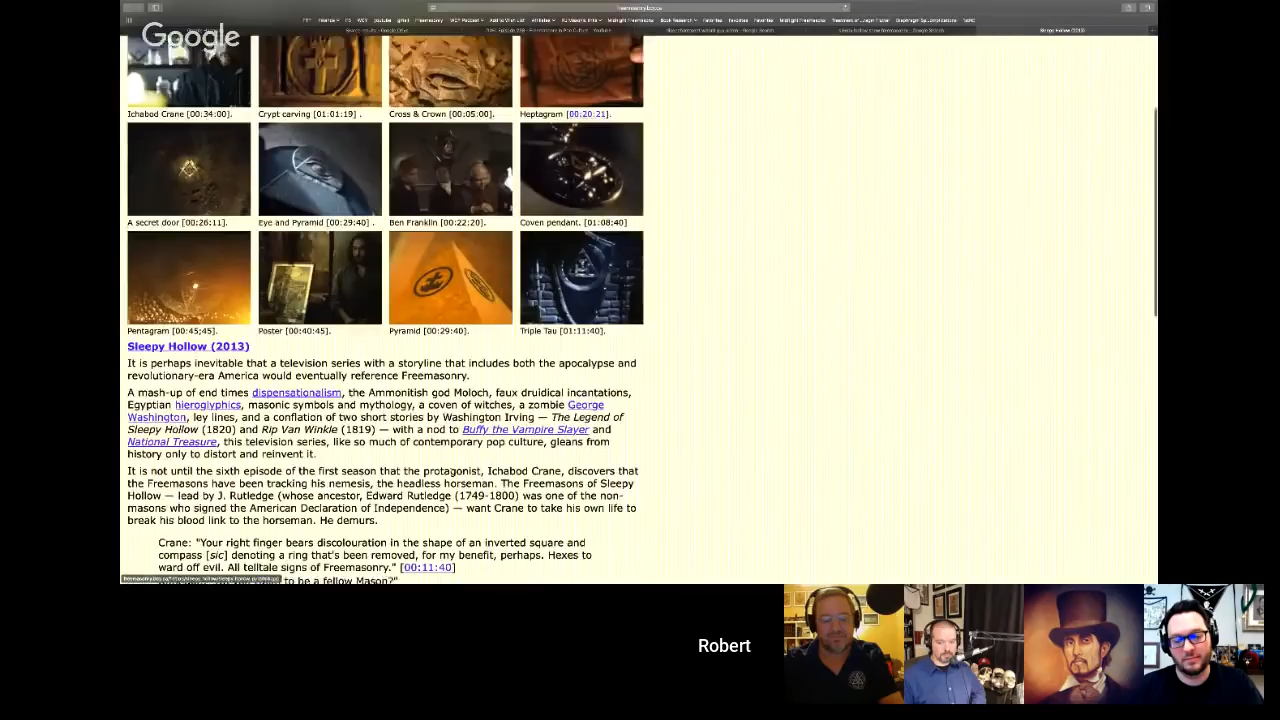 Google
Ichabod Crane [00:34:00].
Crypt carving [01:01:19] .
Cross & Crown [00:05:00].
Heptagram [00:20:21].
A secret door [00:26:11].
Eye and Pyramid [00:29:40] .
Ben Franklin [00:22:20].
Coven pendant. [01:08:40]
Pentagram [00:45;45].
Poster [00:40:45].
Pyramid [00:29:40].
Triple Tau [01:11:40].
Sleepy Hollow (2013)
It is perhaps inevitable that a television series with a storyline that includes both the apocalypse and
revolutionary-era America would eventually reference Freemasonry.
A mash-up of end times dispensationalism, the Ammonitish god Moloch, faux druidical incantations,
Egyptian hieroglyphics, masonic symbols and mythology, a coven of witches, a zombie George
Washington, ley lines, and a conflation of two short stories by Washington Irving — The Legend of
Sleepy Hollow (1820) and Rip Van Winkle (1819) — with a nod to Buffy the Vampire Slayer and
National Treasure, this television series, like so much of contemporary pop culture, gleans from
history only to distort and reinvent it.
It is not until the sixth episode of the first season that the protagonist, Ichabod Crane, discovers that
the Freemasons have been tracking his nemesis, the headless horseman. The Freemasons of Sleepy
Hollow — lead by J. Rutledge (whose ancestor, Edward Rutledge (1749-1800) was one of the non-
masons who signed the American Declaration of Independence) — want Crane to take his own life to
break his blood link to the horseman. He demurs.
Crane: "Your right finger bears discolouration in the shape of an inverted square and
compass [sic] denoting a ring that's been removed, for my benefit, perhaps. Hexes to
ward off evil. All telltale signs of Freemasonry." [00:11:40]
to be a fellow Mason?"
Robert